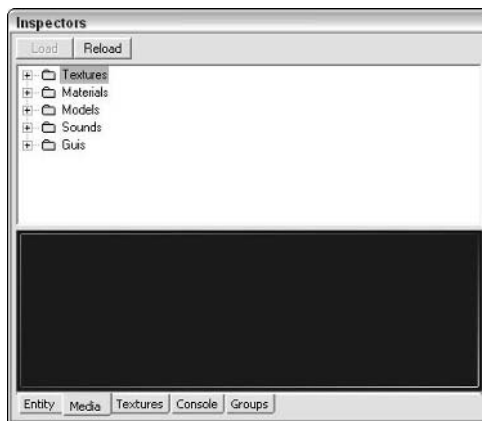 Inspectors
Load Reload
Textures
Materials
Models
Sounds
Guis
Entity Media Textures Console Groups